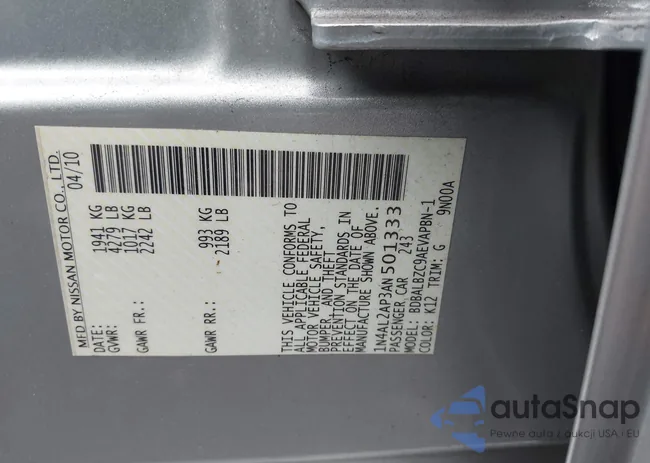 MFD BY NISSAN MOTOR CO., LTD.
DATE: 04/10
GVWR: 1941 KG
4279 LB
GAWR FR.: 1017 KG
2242 LB
GAWR RR.: 993 KG
2189 LB
THIS VEHICLE CONFORMS TO
ALL APPLICABLE FEDERAL
MOTOR VEHICLE SAFETY,
BUMPER, AND THEFT
PREVENTION STANDARDS IN
EFFECT ON THE DATE OF
MANUFACTURE SHOWN ABOVE.
1N4AL2AP3AN501333
PASSENGER CAR 243
MODEL: BDBALBZC9AEVAPBN-1
COLOR: K12 TRIM: G 9N00A
autaSnap
Pewne auta z aukcji USA i EU